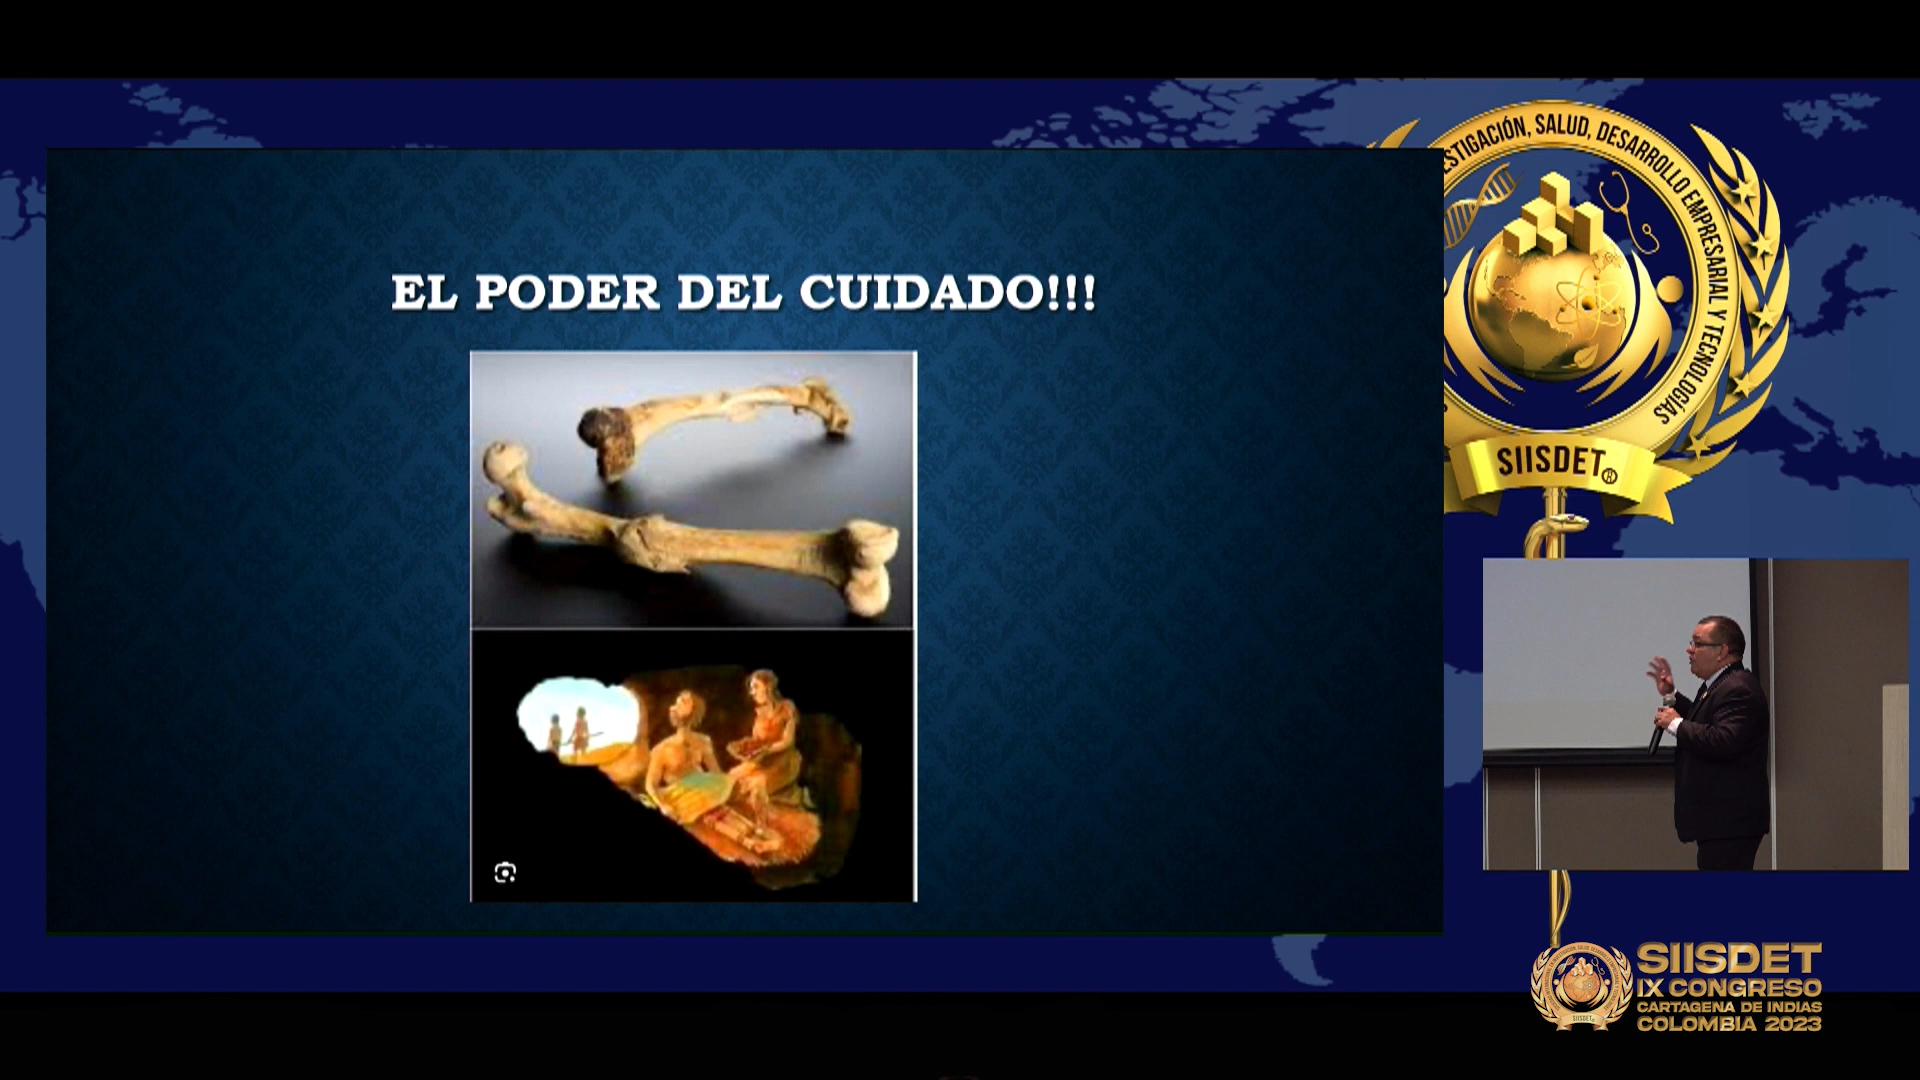 EL PODER DEL CUIDADO!!!
STIGACIÓN, SALUD, DESARROLLO EMPRESARIAL Y TECNOLOGÍAS
SIISDET®
SIISDET
IX CONGRESO
CARTAGENA DE INDIAS
COLOMBIA 2023